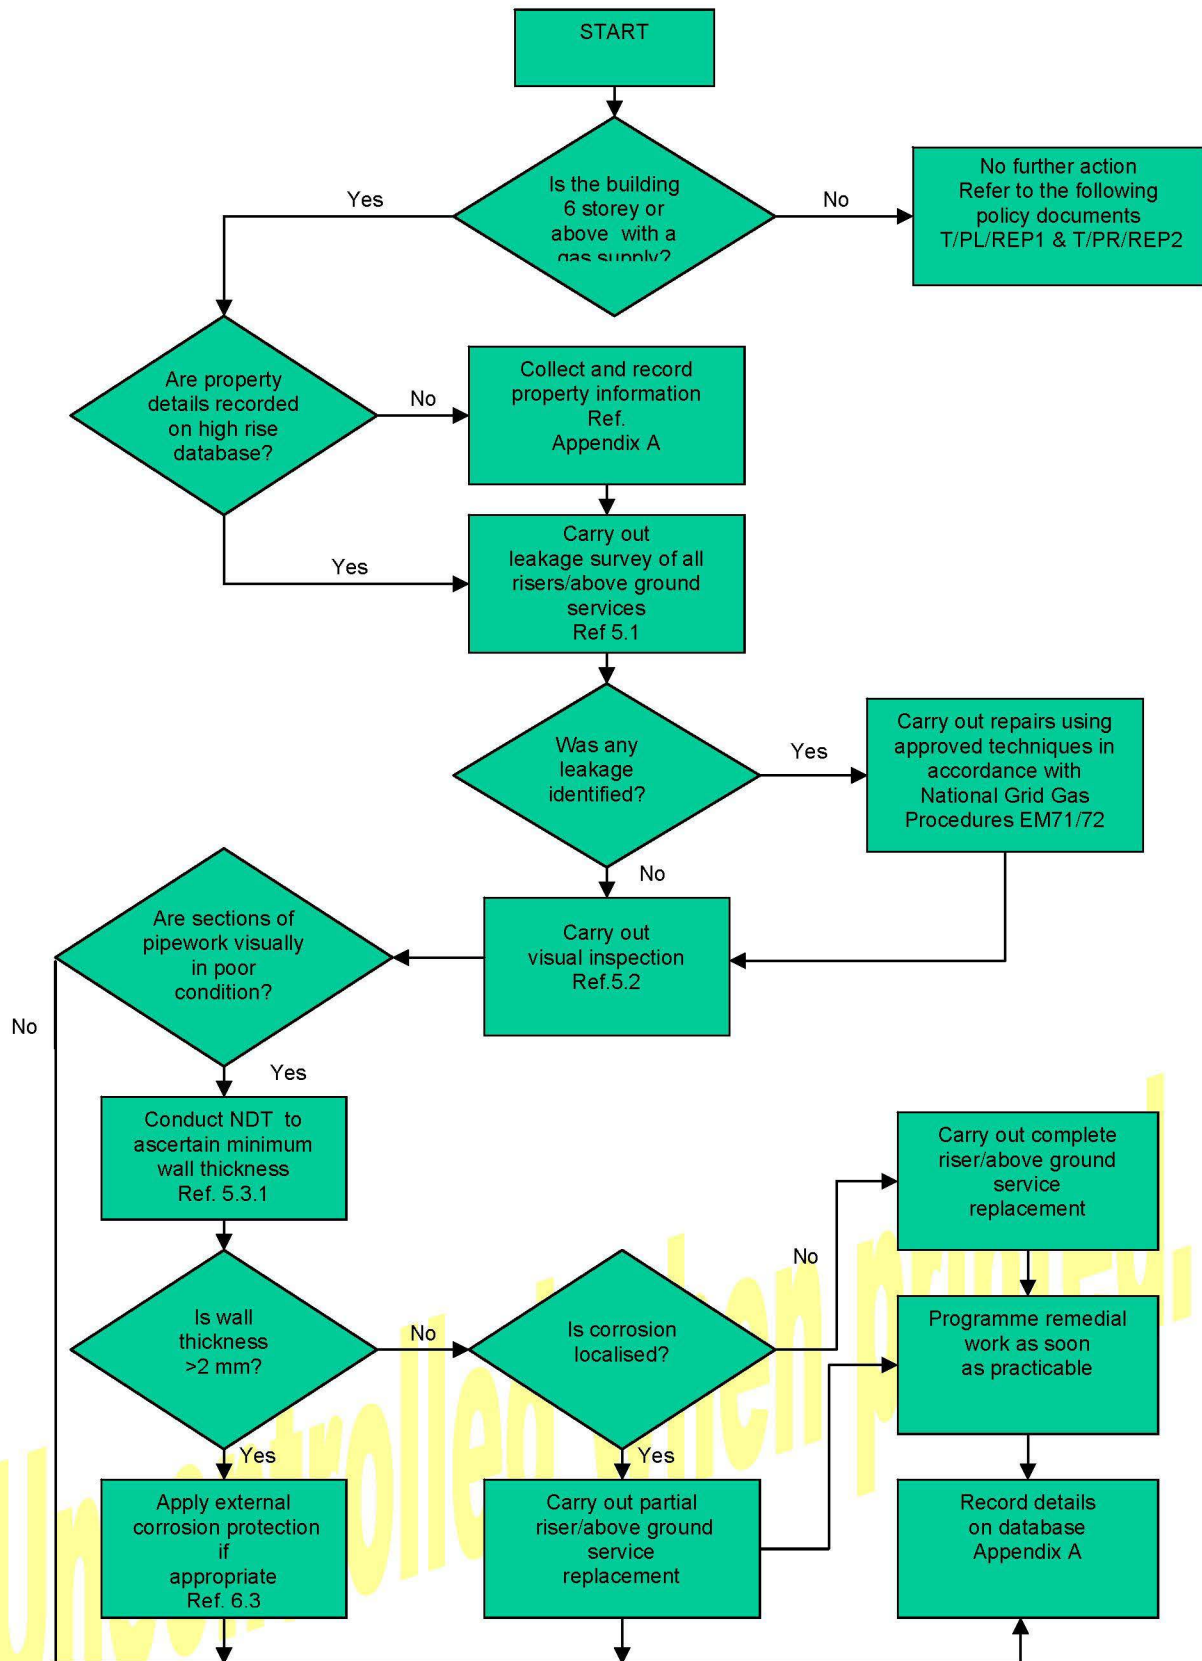 START
Is the building
6 storey or
above with a
gas supply?
Yes
No
No further action
Refer to the following
policy documents
T/PL/REP1 & T/PR/REP2
Are property
details recorded
on high rise
database?
No
Collect and record
property information
Ref.
Appendix A
Yes
Carry out
leakage survey of all
risers/above ground
services
Ref 5.1
Was any
leakage
identified?
Yes
Carry out repairs using
approved techniques in
accordance with
National Grid Gas
Procedures EM71/72
No
Carry out
visual inspection
Ref.5.2
Are sections of
pipework visually
in poor
condition?
No
Yes
Conduct NDT to
ascertain minimum
wall thickness
Ref. 5.3.1
Is wall
thickness
>2 mm?
No
Is corrosion
localised?
No
Carry out complete
riser/above ground
service
replacement
Programme remedial
work as soon
as practicable
Yes
Apply external
corrosion protection
if
appropriate
Ref. 6.3
Yes
Carry out partial
riser/above ground
service
replacement
Record details
on database
Appendix A
Uncontrolled when printed.